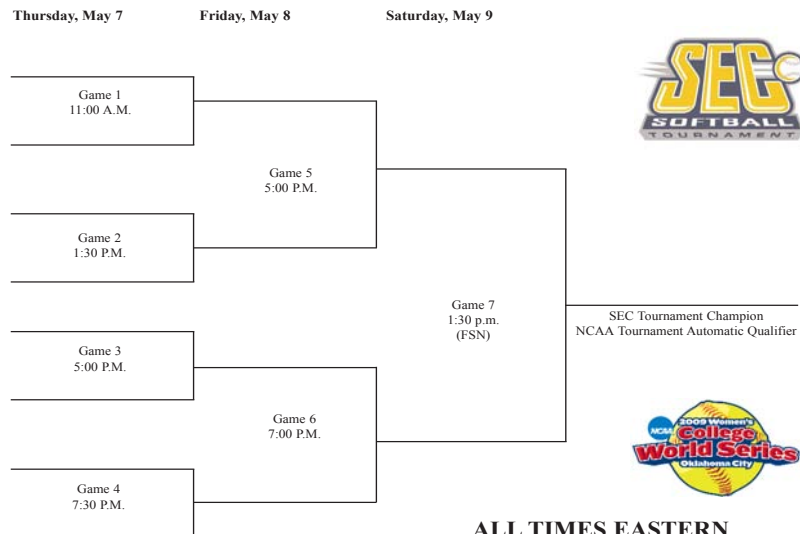 Thursday, May 7
Friday, May 8
Saturday, May 9
SEC
SOFTBALL
TOURNAMENT
Game 1
11:00 A.M.
Game 5
5:00 P.M.
Game 2
1:30 P.M.
Game 7
1:30 p.m.
(FSN)
SEC Tournament Champion
NCAA Tournament Automatic Qualifier
Game 3
5:00 P.M.
Game 6
7:00 P.M.
NCAA
2009 Women's
College
World Series
Oklahoma City
Game 4
7:30 P.M.
ALL TIMES EASTERN